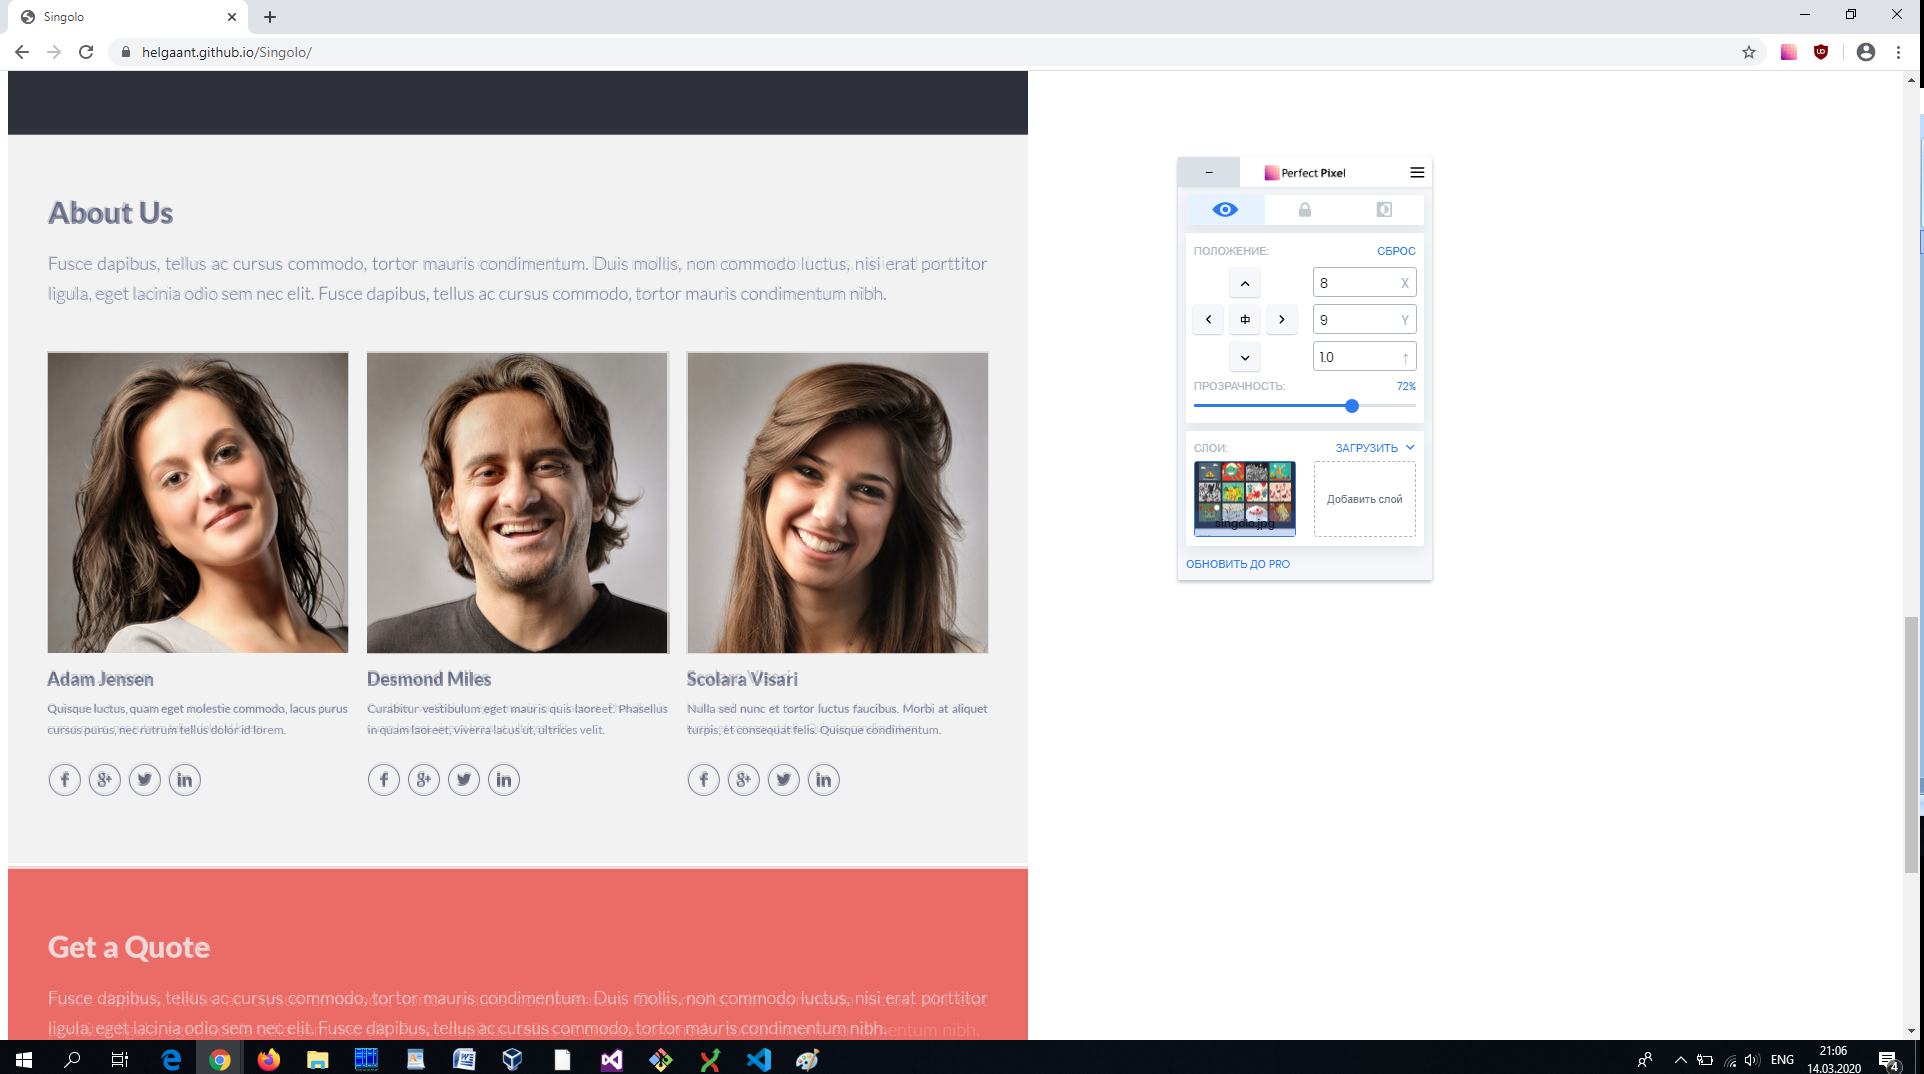 Singolo
helgaant.github.io/Singolo/
About Us
Fusce dapibus, tellus ac cursus commodo, tortor mauris condimentum. Duis mollis, non commodo luctus, nisi erat porttitor
ligula, eget lacinia odio sem nec elit. Fusce dapibus, tellus ac cursus commodo, tortor mauris condimentum nibh.
Adam Jensen
Quisque luctus, quam eget molestie commodo, lacus purus
cursus purus, nec rutrum tellus dolor id lorem.
Desmond Miles
Curabitur vestibulum eget mauris quis laoreet. Phasellus
in quam laoreet, viverra lacus ut, ultrices velit.
Scolara Visari
Nulla sed nunc et tortor luctus faucibus. Morbi at aliquet
turpis, et consequat felis. Quisque condimentum.
Get a Quote
Fusce dapibus, tellus ac cursus commodo, tortor mauris condimentum. Duis mollis, non commodo luctus, nisi erat porttitor
ligula, eget lacinia odio sem nec elit. Fusce dapibus, tellus ac cursus commodo, tortor mauris condimentum nibh.
Perfect Pixel
ПОЛОЖЕНИЕ: СБРОС
8 X
9 Y
1.0
ПРОЗРАЧНОСТЬ: 72%
СЛОИ: ЗАГРУЗИТЬ
singolo.jpg
Добавить слой
ОБНОВИТЬ ДО PRO
ENG
21:06
14.03.2020
4